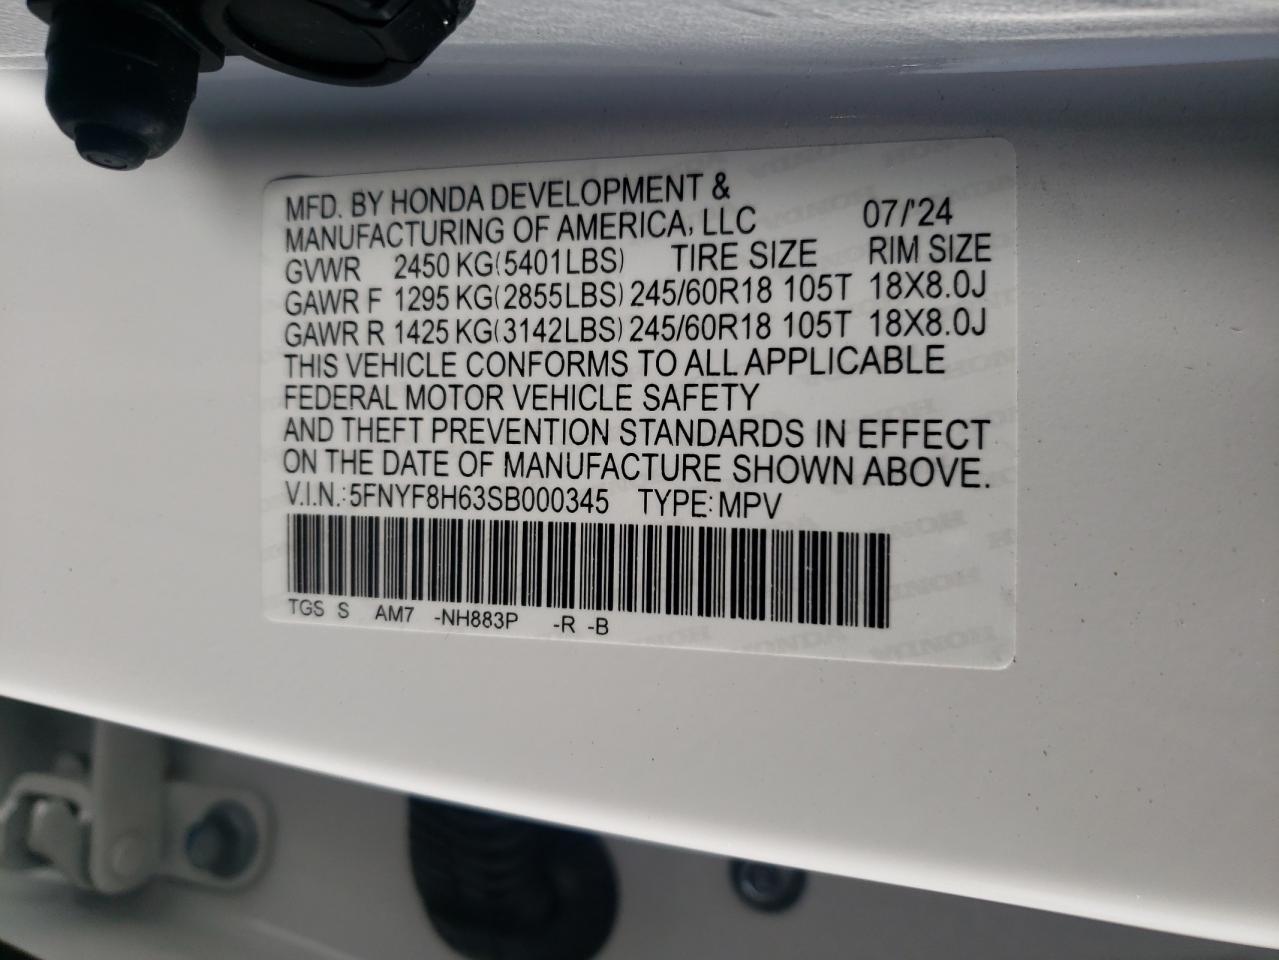 MFD. BY HONDA DEVELOPMENT &
MANUFACTURING OF AMERICA, LLC 07/'24
GVWR 2450 KG(5401LBS) TIRE SIZE RIM SIZE
GAWR F 1295 KG(2855LBS) 245/60R18 105T 18X8.0J
GAWR R 1425 KG(3142LBS) 245/60R18 105T 18X8.0J
THIS VEHICLE CONFORMS TO ALL APPLICABLE
FEDERAL MOTOR VEHICLE SAFETY
AND THEFT PREVENTION STANDARDS IN EFFECT
ON THE DATE OF MANUFACTURE SHOWN ABOVE.
V.I.N.: 5FNYF8H63SB000345 TYPE: MPV
TGS S AM7 -NH883P -R -B